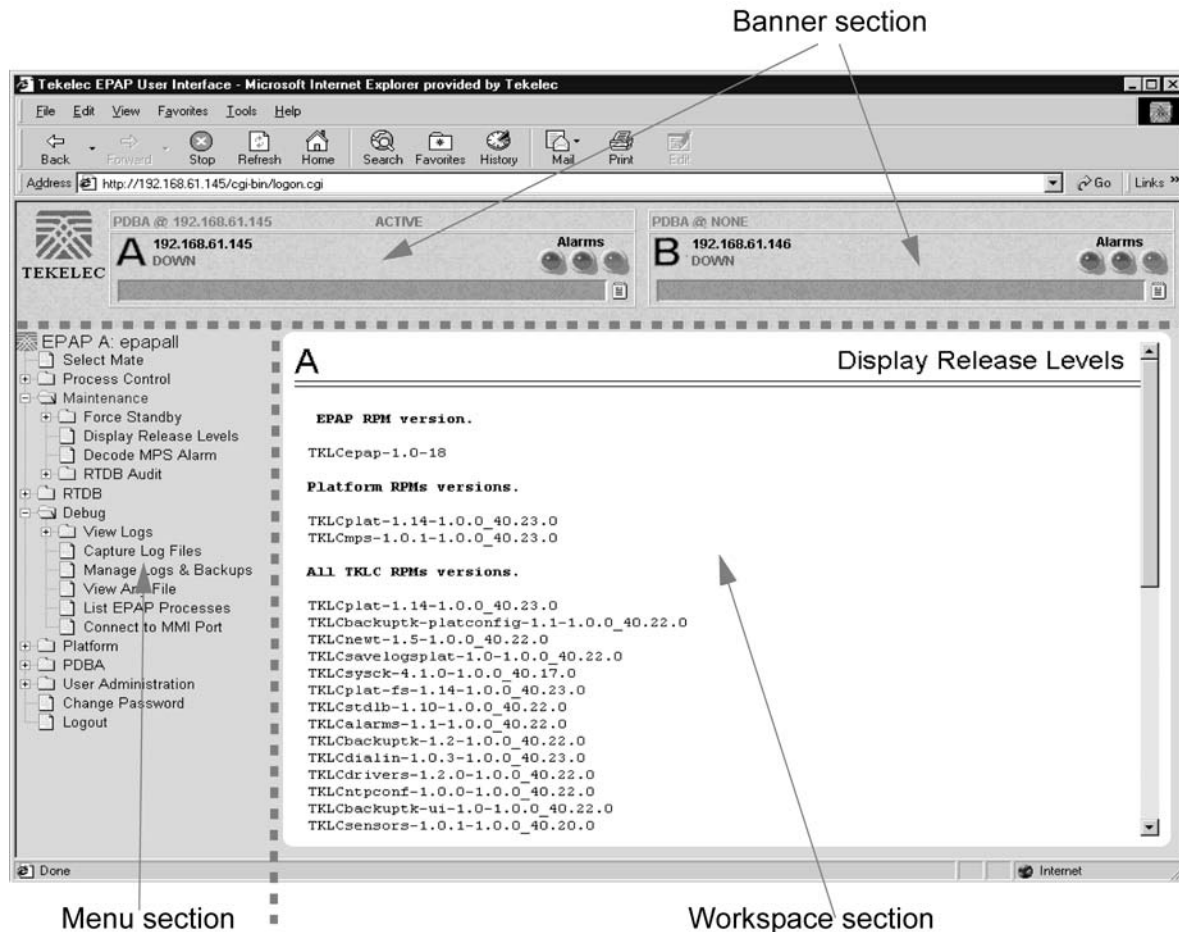 Banner section
Tekelec EPAP User Interface - Microsoft Internet Explorer provided by Tekelec
File Edit View Favorites Tools Help
Back Forward Stop Refresh Home Search Favorites History Mail Print Edit
Address http://192.168.61.145/cgi-bin/logon.cgi Go Links »
TEKELEC
PDBA @ 192.168.61.145 ACTIVE
A 192.168.61.145 Alarms
DOWN
PDBA @ NONE
B 192.168.61.146 Alarms
DOWN
EPAP A: epapall
Select Mate
Process Control
Maintenance
Force Standby
Display Release Levels
Decode MPS Alarm
RTDB Audit
RTDB
Debug
View Logs
Capture Log Files
Manage Logs & Backups
View Any File
List EPAP Processes
Connect to MMI Port
Platform
PDBA
User Administration
Change Password
Logout
A Display Release Levels
EPAP RPM version.
TKLCepap-1.0-18
Platform RPMs versions.
TKLCplat-1.14-1.0.0_40.23.0
TKLCmps-1.0.1-1.0.0_40.23.0
All TKLC RPMs versions.
TKLCplat-1.14-1.0.0_40.23.0
TKLCbackuptk-platconfig-1.1-1.0.0_40.22.0
TKLCnewt-1.5-1.0.0_40.22.0
TKLCsavelogsplat-1.0-1.0.0_40.22.0
TKLCsysck-4.1.0-1.0.0_40.17.0
TKLCplat-fs-1.14-1.0.0_40.23.0
TKLCstdlb-1.10-1.0.0_40.22.0
TKLCalarms-1.1-1.0.0_40.22.0
TKLCbackuptk-1.2-1.0.0_40.22.0
TKLCdialin-1.0.3-1.0.0_40.23.0
TKLCdrivers-1.2.0-1.0.0_40.22.0
TKLCntpconf-1.0.0-1.0.0_40.22.0
TKLCbackuptk-ui-1.0-1.0.0_40.22.0
TKLCsensors-1.0.1-1.0.0_40.20.0
Done Internet
Menu section
Workspace section